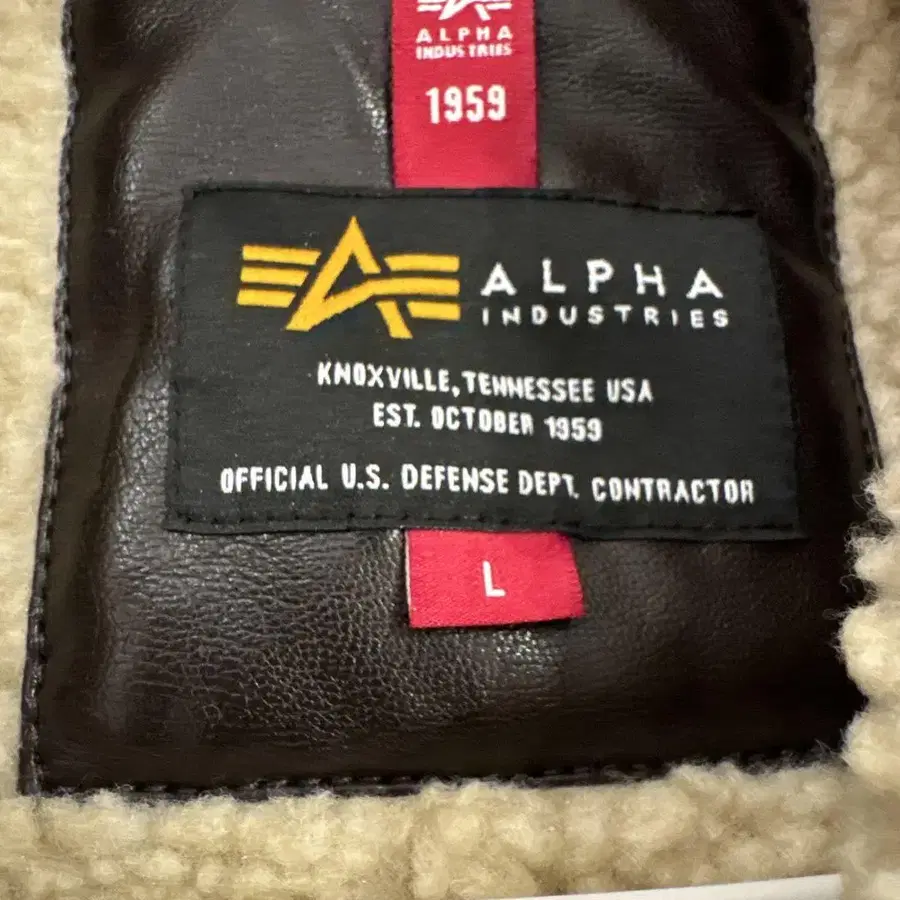 ALPHA
INDUSTRIES
1959
ALPHA
INDUSTRIES
KNOXVILLE, TENNESSEE USA
EST. OCTOBER 1959
OFFICIAL U.S. DEFENSE DEPT. CONTRACTOR
L